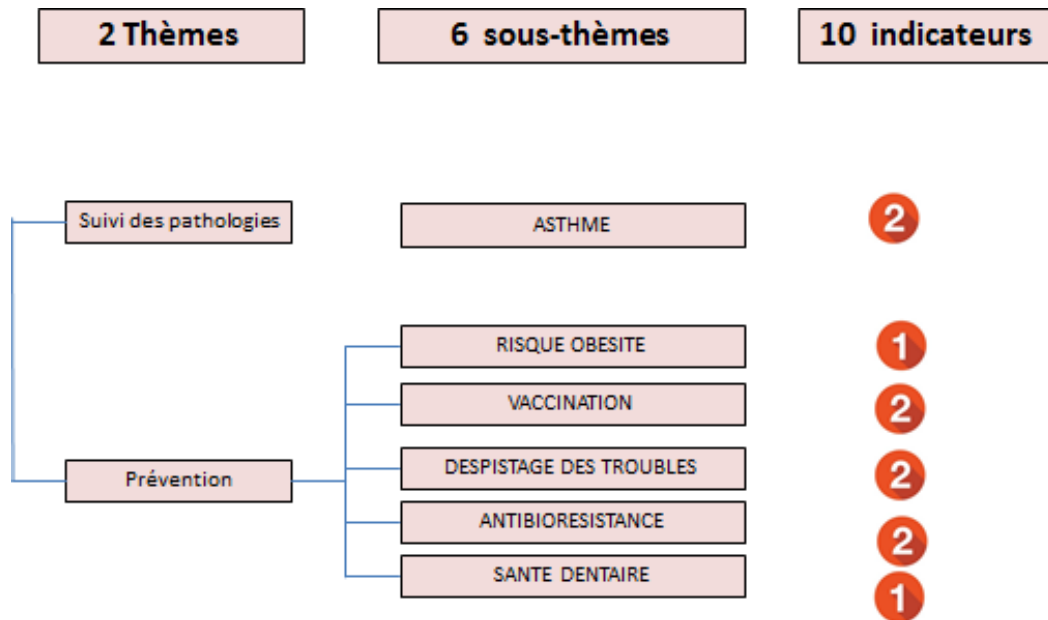 2 Thèmes
6 sous-thèmes
10 indicateurs
Suivi des pathologies
ASTHME
2
RISQUE OBESITE
1
VACCINATION
2
Prévention
DESPISTAGE DES TROUBLES
2
ANTIBIORESISTANCE
2
SANTE DENTAIRE
1